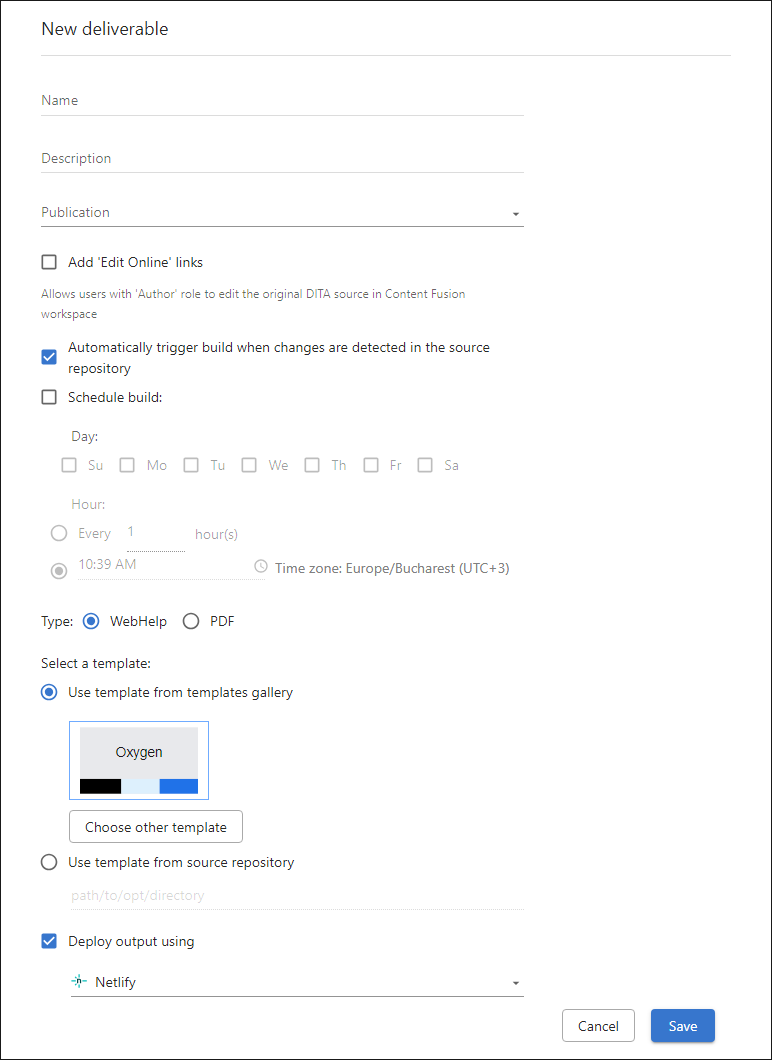 New deliverable
Name
Description
Publication
Add 'Edit Online' links
Allows users with 'Author' role to edit the original DITA source in Content Fusion
workspace
Automatically trigger build when changes are detected in the source
repository
Schedule build:
Day:
Su Mo Tu We Th Fr Sa
Hour:
Every 1 hour(s)
10:39 AM Time zone: Europe/Bucharest (UTC+3)
Type: WebHelp PDF
Select a template:
Use template from templates gallery
Oxygen
Choose other template
Use template from source repository
path/to/opt/directory
Deploy output using
n Netlify
Cancel Save